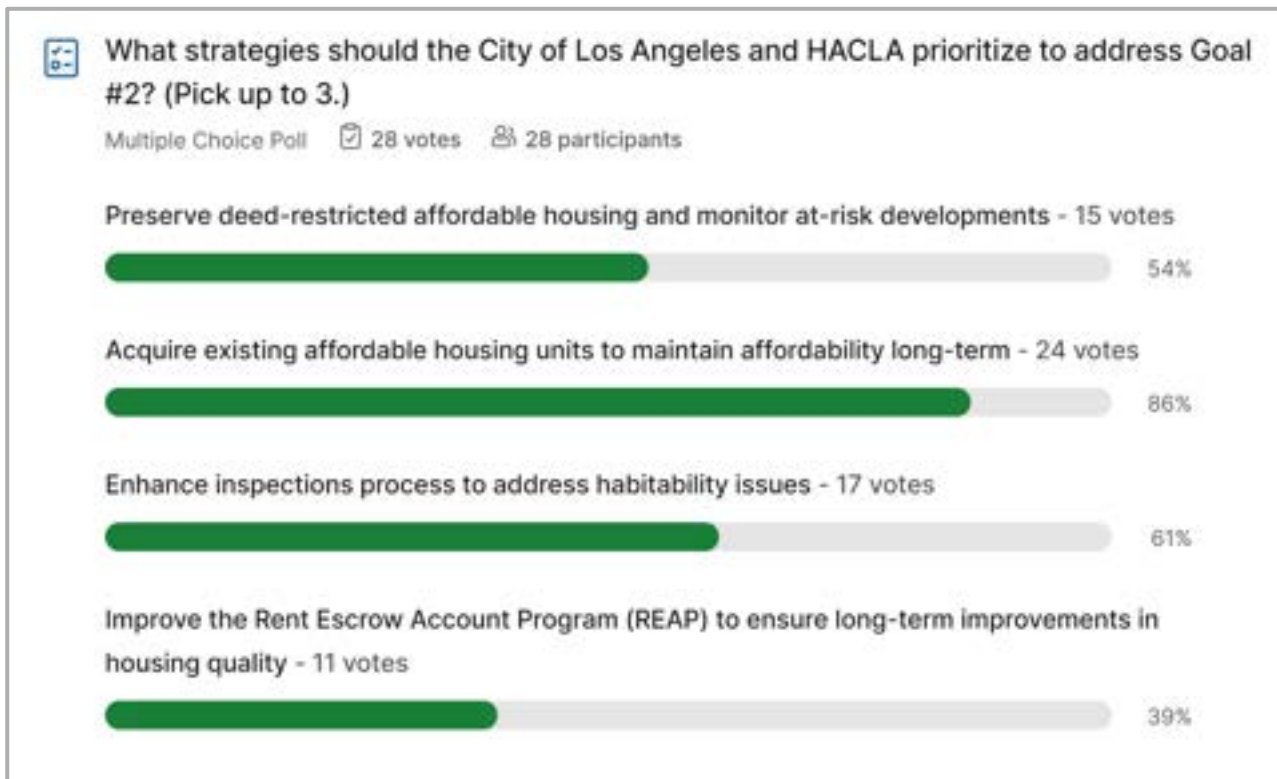 What strategies should the City of Los Angeles and HACLA prioritize to address Goal
#2? (Pick up to 3.)
Multiple Choice Poll 28 votes 28 participants
Preserve deed-restricted affordable housing and monitor at-risk developments - 15 votes
54%
Acquire existing affordable housing units to maintain affordability long-term - 24 votes
86%
Enhance inspections process to address habitability issues - 17 votes
61%
Improve the Rent Escrow Account Program (REAP) to ensure long-term improvements in
housing quality - 11 votes
39%